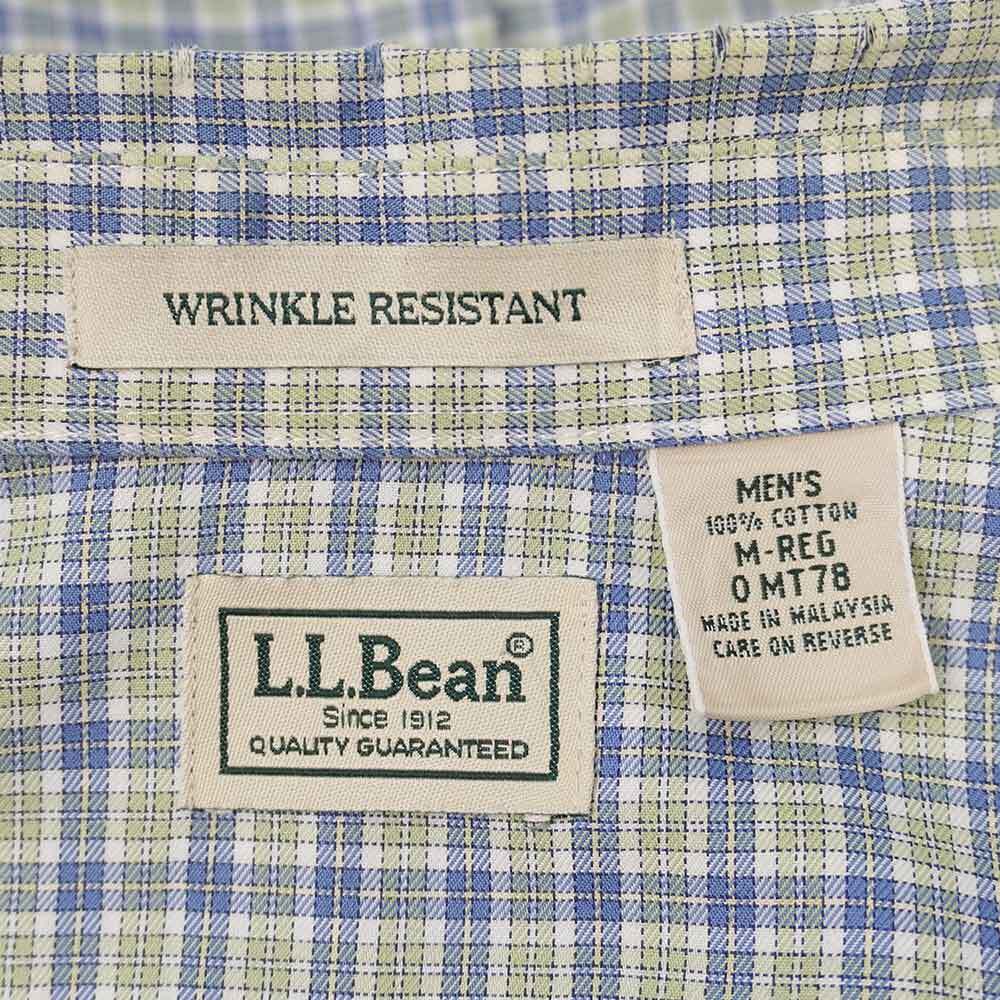 WRINKLE RESISTANT
MEN'S
100% COTTON
M-REG
0 MT78
MADE IN MALAYSIA
CARE ON REVERSE
L.L.Bean®
Since 1912
QUALITY GUARANTEED